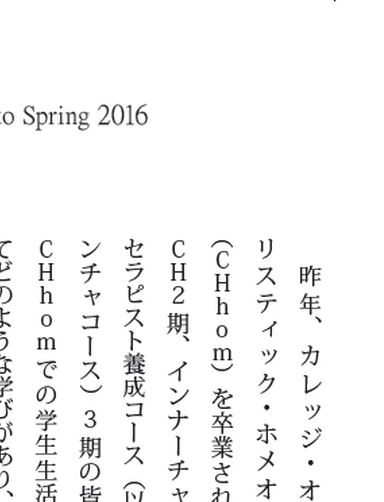 to Spring 2016
昨年、カレッジ・オ
リスティック・ホメオ
（CHhom）を卒業され
CH2期、インナーチャ
セラピスト養成コース（以
ンチャコース）3期の皆
CHhomでの学生生活
てどのような学びがあり、